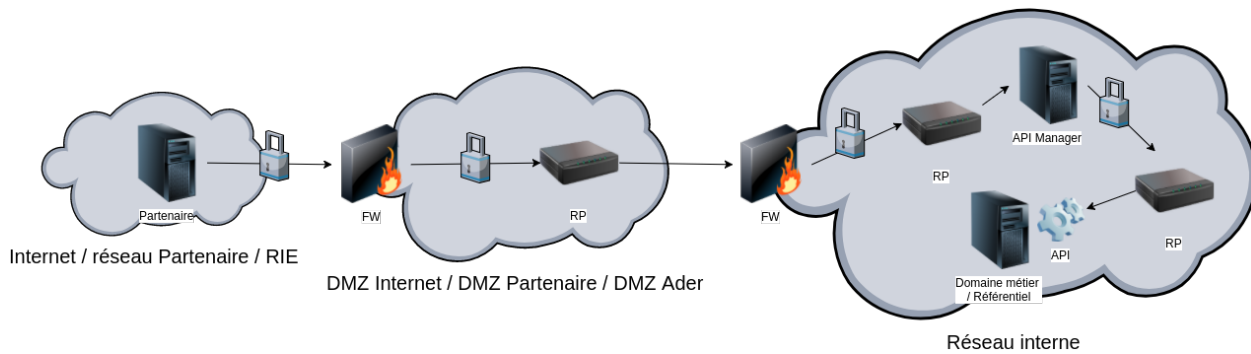 Partenaire
Internet / réseau Partenaire / RIE
FW
RP
DMZ Internet / DMZ Partenaire / DMZ Ader
FW
RP
API Manager
RP
API
Domaine métier
/ Référentiel
Réseau interne